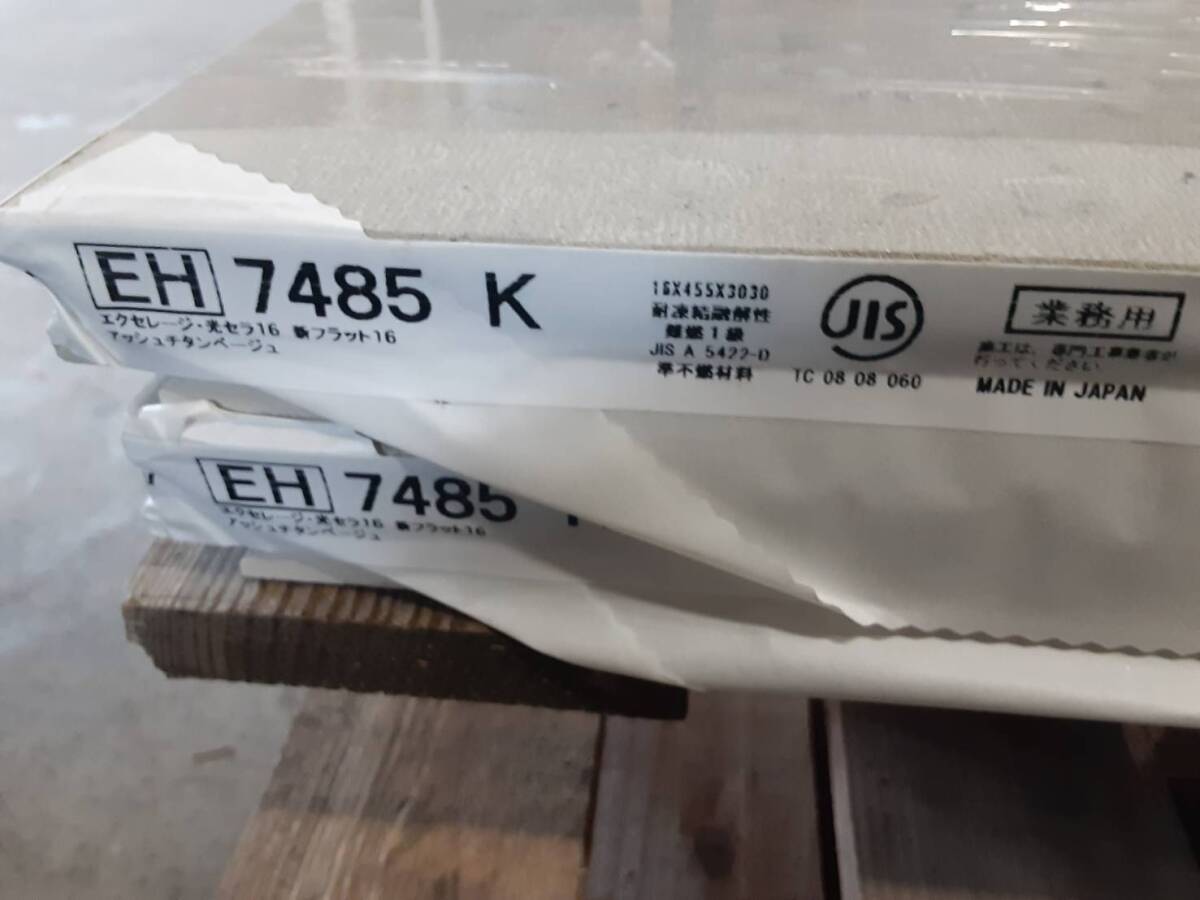 EH 7485 K
エクセレージ・光セラ16 新フラット16
アッシュチタンベージュ
16X455X3030
耐凍結融解性
難燃1級
JIS A 5422-D
準不燃材料
JIS
TC 08 08 060
業務用
施工は、専門工事業者が
行ってください。
MADE IN JAPAN
EH 7485
エクセレージ・光セラ16 新フラット16
アッシュチタンベージュ